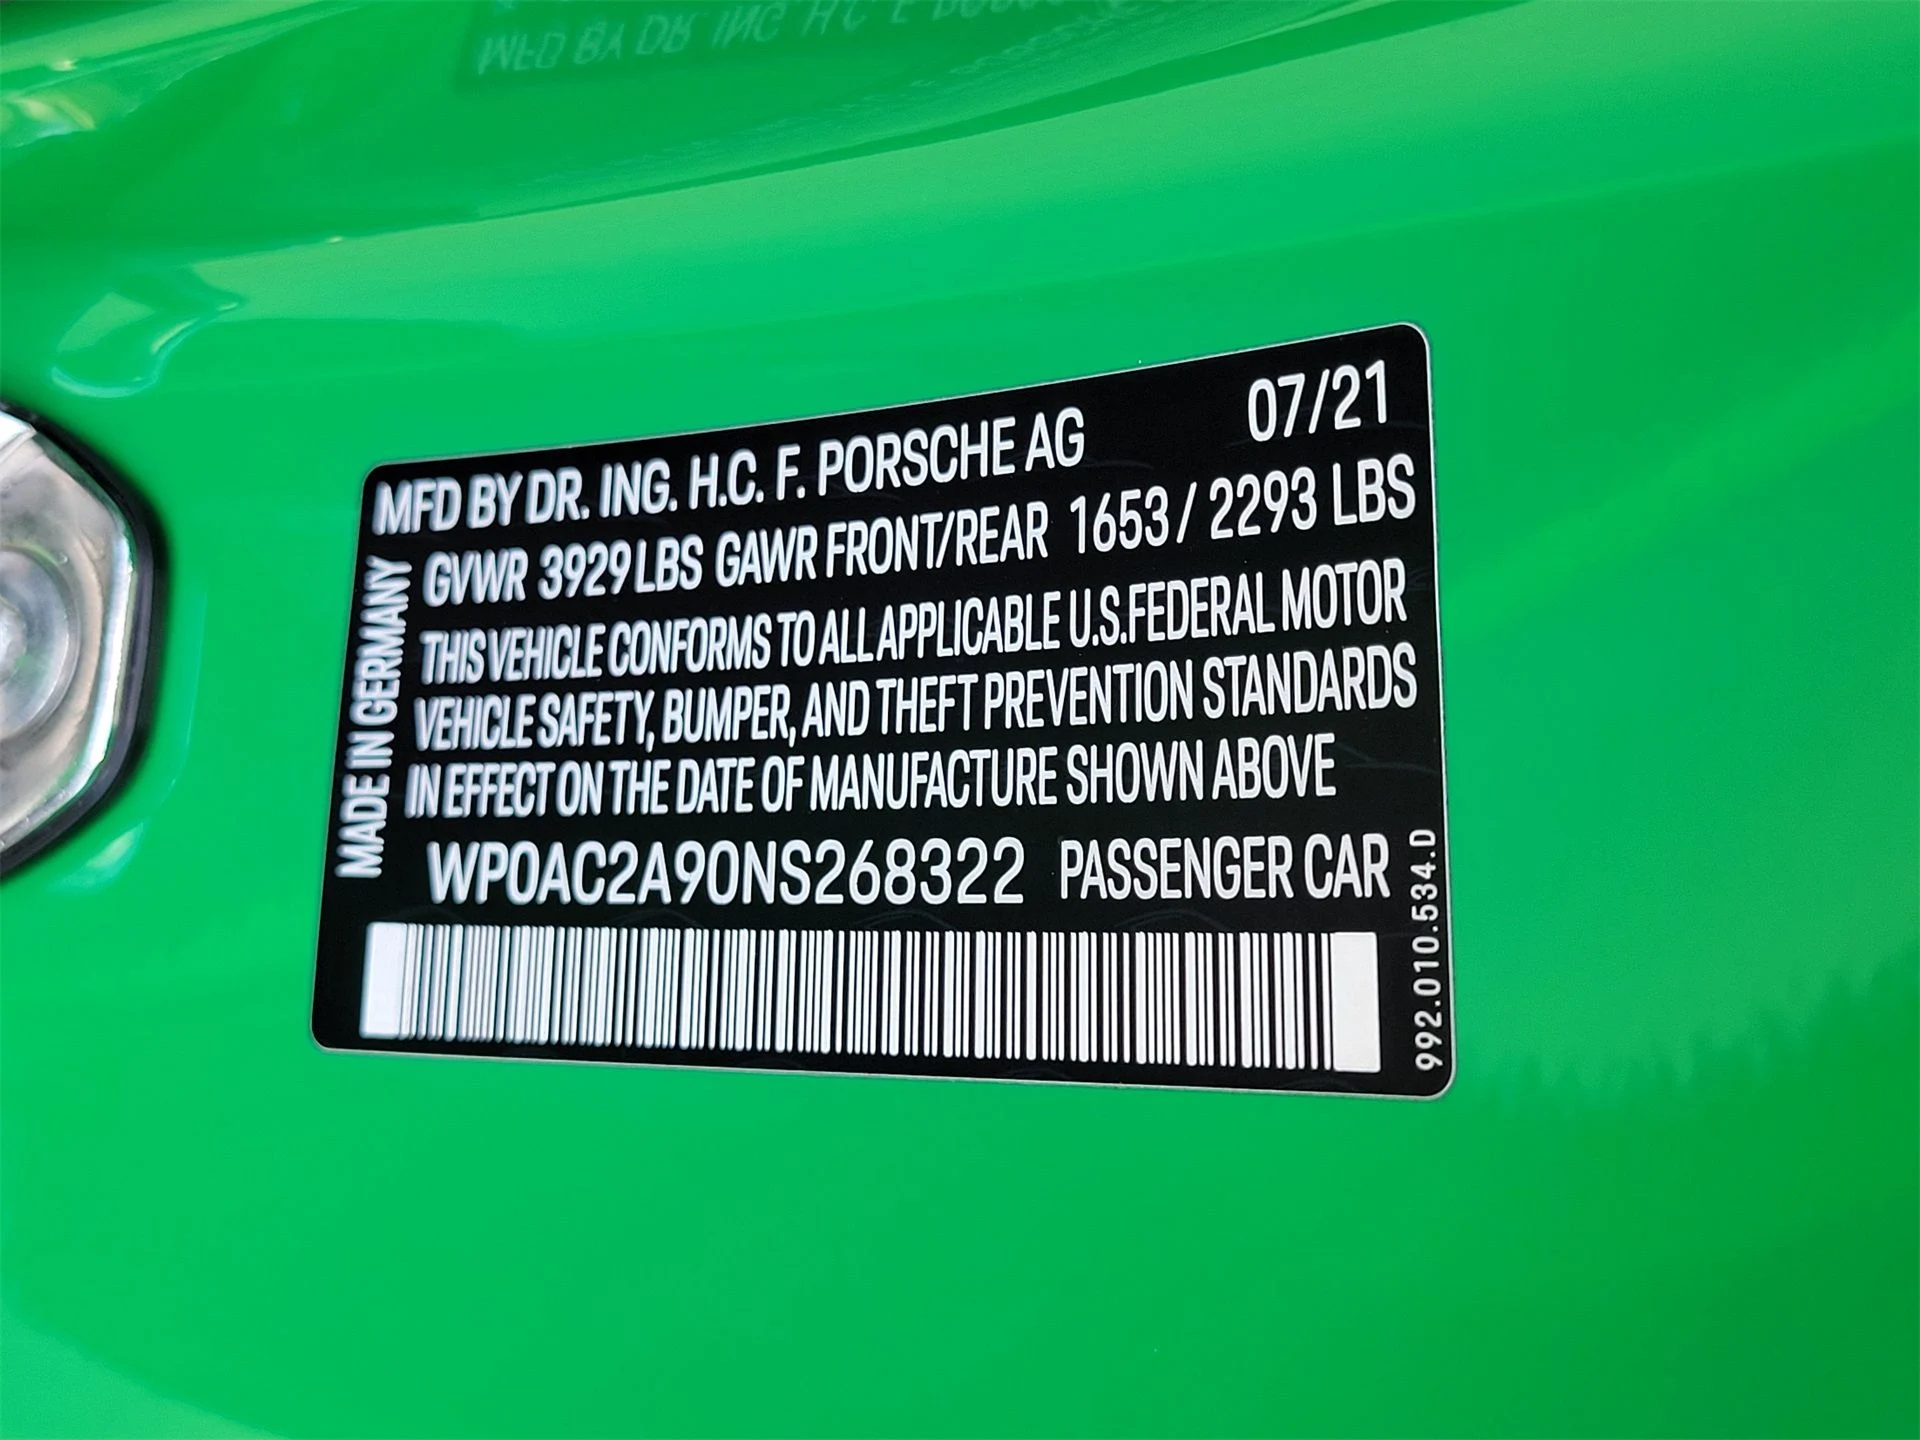 MFD BY DR. ING. H.C. F. PORSCHE AG 07/21
GVWR 3929 LBS GAWR FRONT/REAR 1653 / 2293 LBS
THIS VEHICLE CONFORMS TO ALL APPLICABLE U.S.FEDERAL MOTOR
VEHICLE SAFETY, BUMPER, AND THEFT PREVENTION STANDARDS
IN EFFECT ON THE DATE OF MANUFACTURE SHOWN ABOVE
WP0AC2A90NS268322 PASSENGER CAR
MADE IN GERMANY
992.010.534.D